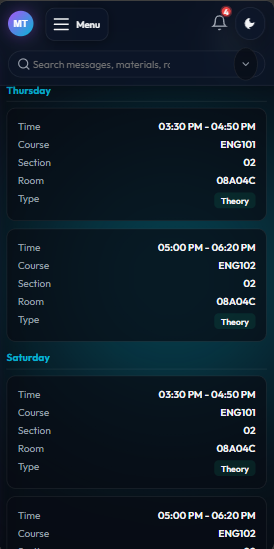 MT
Menu
4
Search messages, materials, rc
Thursday
Time 03:30 PM - 04:50 PM
Course ENG101
Section 02
Room 08A04C
Type Theory
Time 05:00 PM - 06:20 PM
Course ENG102
Section 02
Room 08A04C
Type Theory
Saturday
Time 03:30 PM - 04:50 PM
Course ENG101
Section 02
Room 08A04C
Type Theory
Time 05:00 PM - 06:20 PM
Course ENG102